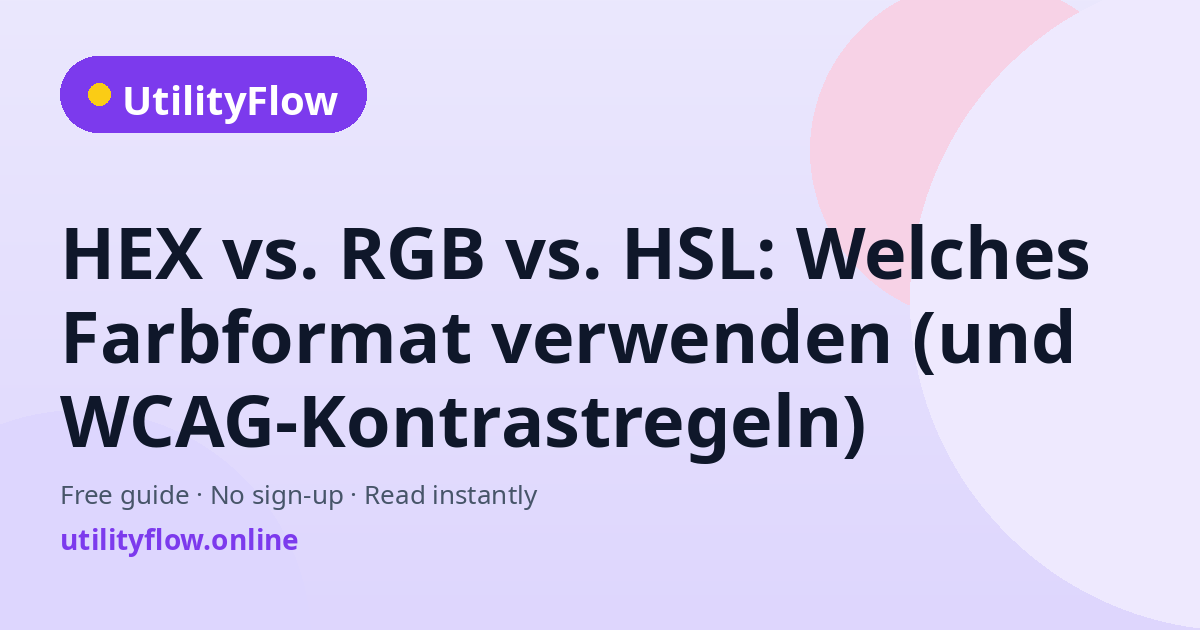 UtilityFlow
HEX vs. RGB vs. HSL: Welches
Farbformat verwenden (und
WCAG-Kontrastregeln)
Free guide · No sign-up · Read instantly
utilityflow.online